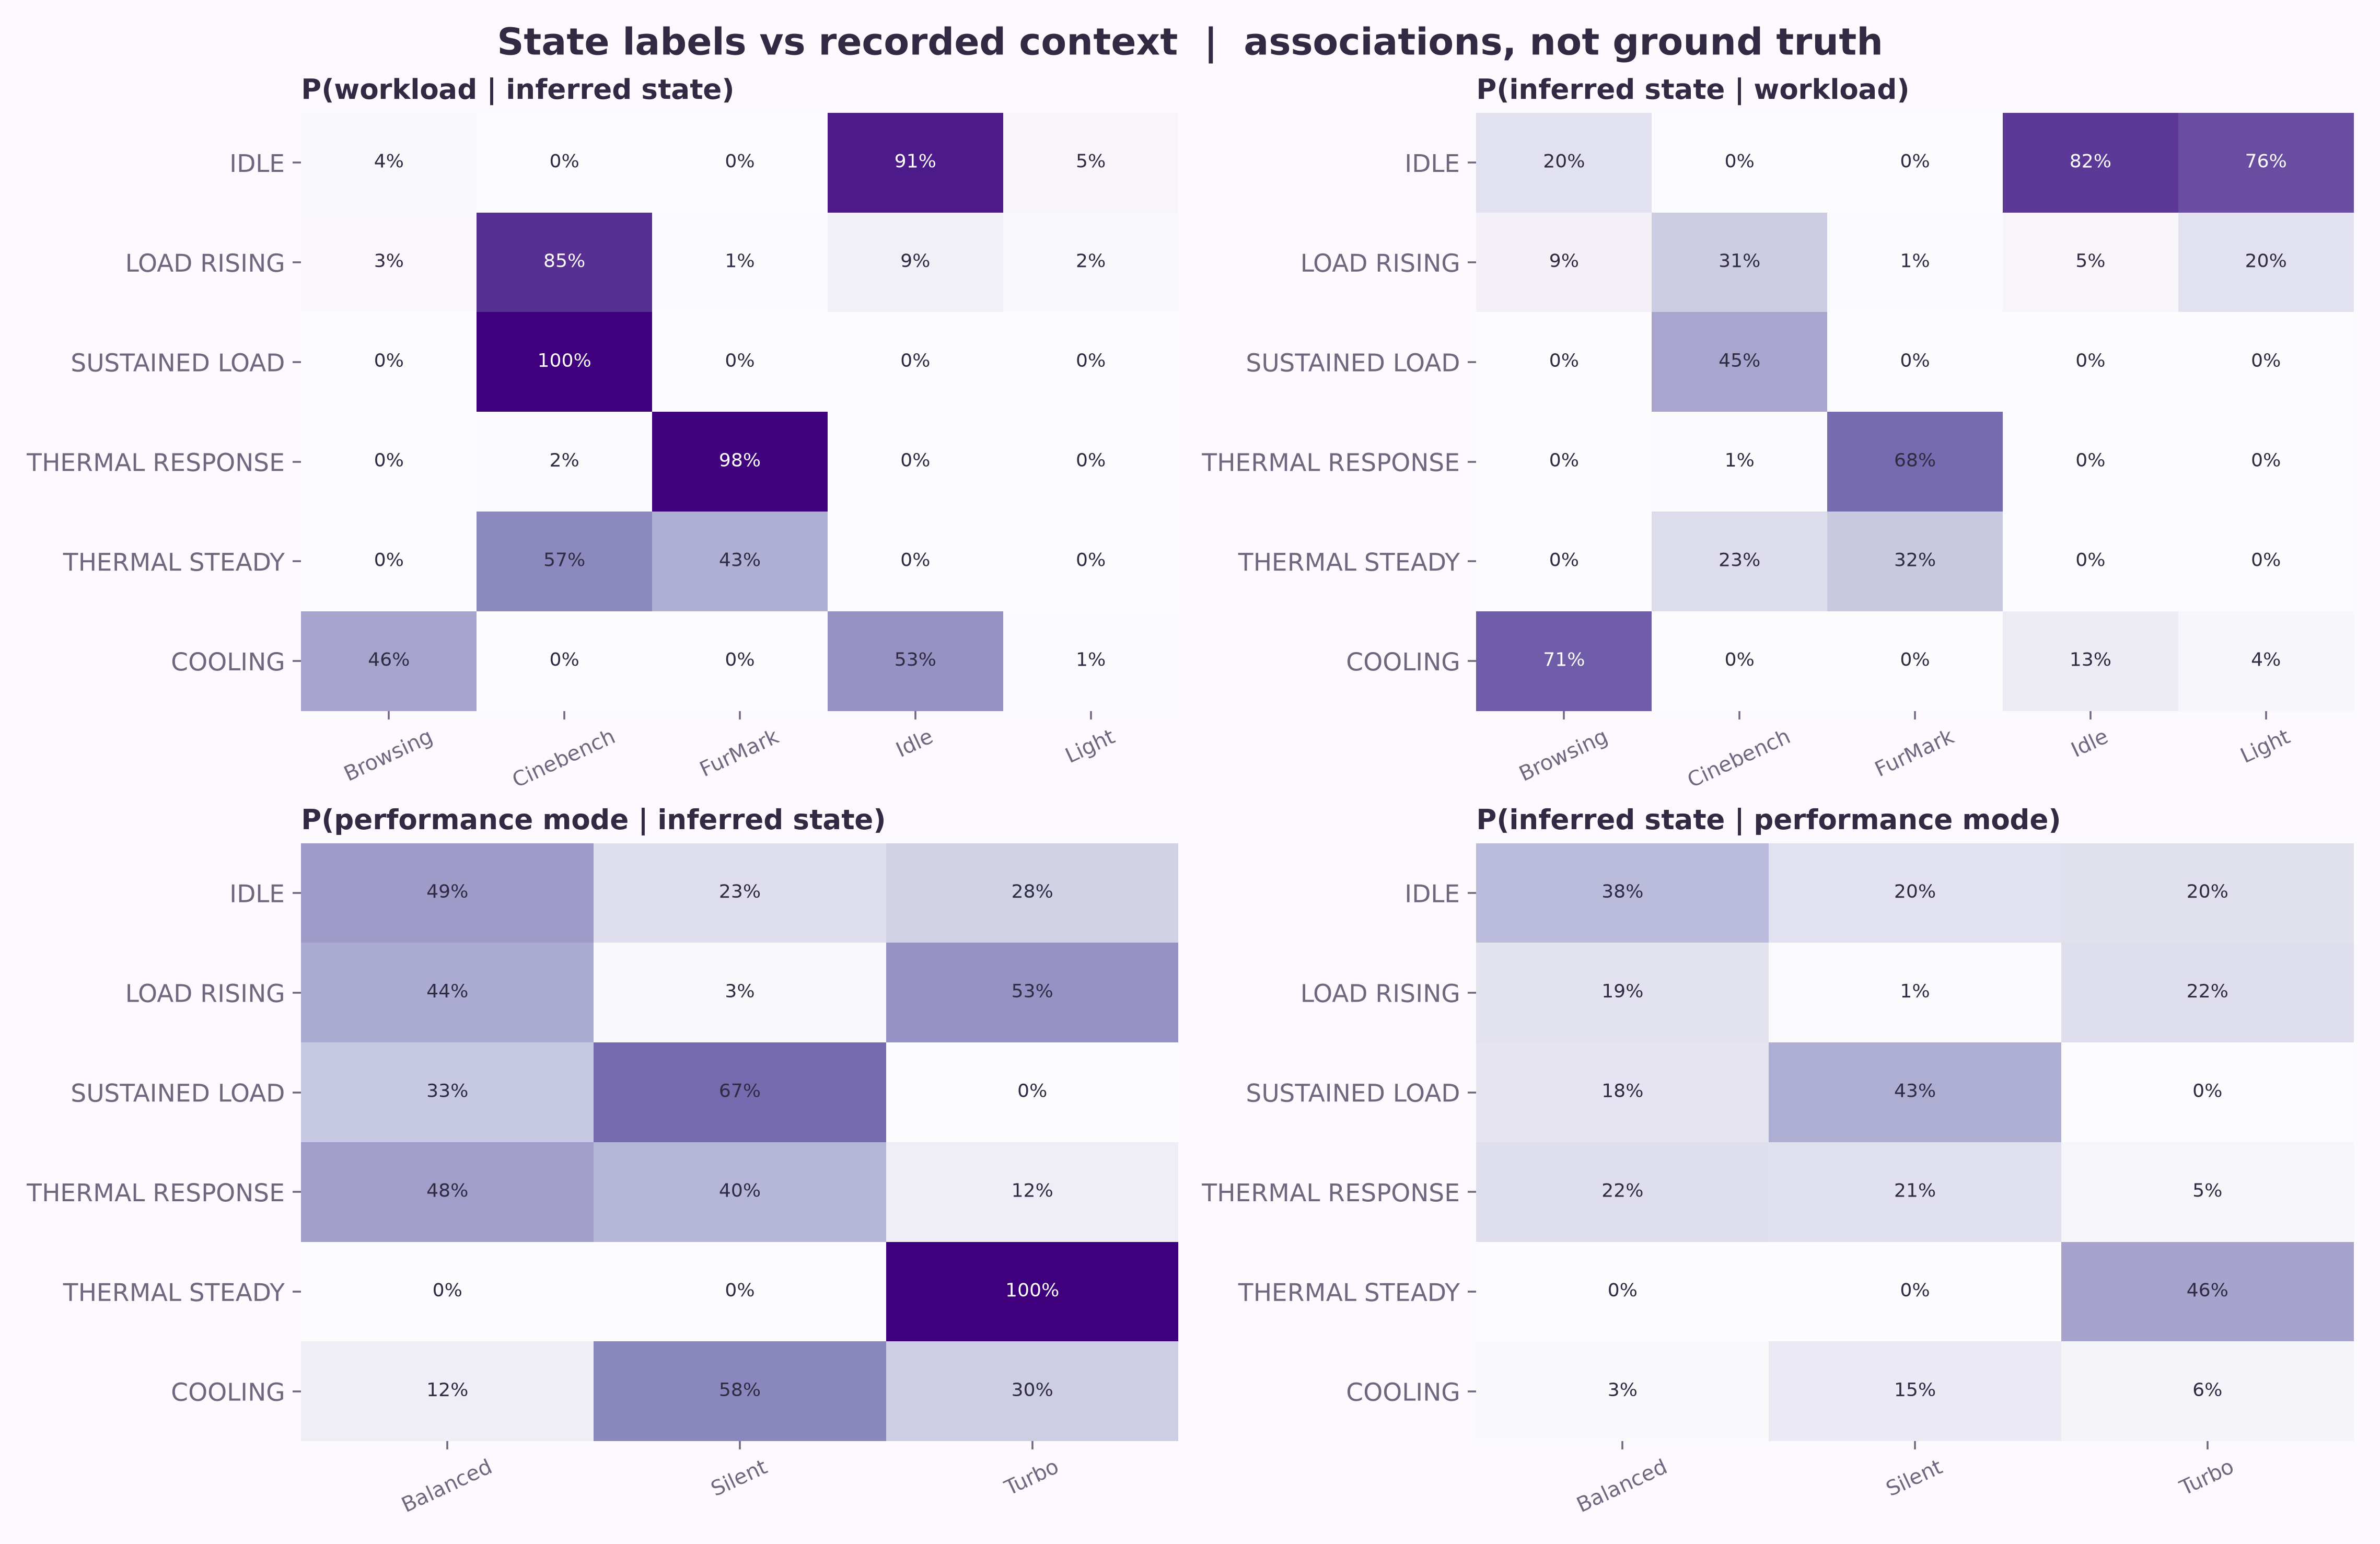 State labels vs recorded context | associations, not ground truth
P(workload | inferred state)
IDLE 4% 0% 0% 91% 5%
LOAD RISING 3% 85% 1% 9% 2%
SUSTAINED LOAD 0% 100% 0% 0% 0%
THERMAL RESPONSE 0% 2% 98% 0% 0%
THERMAL STEADY 0% 57% 43% 0% 0%
COOLING 46% 0% 0% 53% 1%
Browsing Cinebench FurMark Idle Light
P(inferred state | workload)
IDLE 20% 0% 0% 82% 76%
LOAD RISING 9% 31% 1% 5% 20%
SUSTAINED LOAD 0% 45% 0% 0% 0%
THERMAL RESPONSE 0% 1% 68% 0% 0%
THERMAL STEADY 0% 23% 32% 0% 0%
COOLING 71% 0% 0% 13% 4%
Browsing Cinebench FurMark Idle Light
P(performance mode | inferred state)
IDLE 49% 23% 28%
LOAD RISING 44% 3% 53%
SUSTAINED LOAD 33% 67% 0%
THERMAL RESPONSE 48% 40% 12%
THERMAL STEADY 0% 0% 100%
COOLING 12% 58% 30%
Balanced Silent Turbo
P(inferred state | performance mode)
IDLE 38% 20% 20%
LOAD RISING 19% 1% 22%
SUSTAINED LOAD 18% 43% 0%
THERMAL RESPONSE 22% 21% 5%
THERMAL STEADY 0% 0% 46%
COOLING 3% 15% 6%
Balanced Silent Turbo